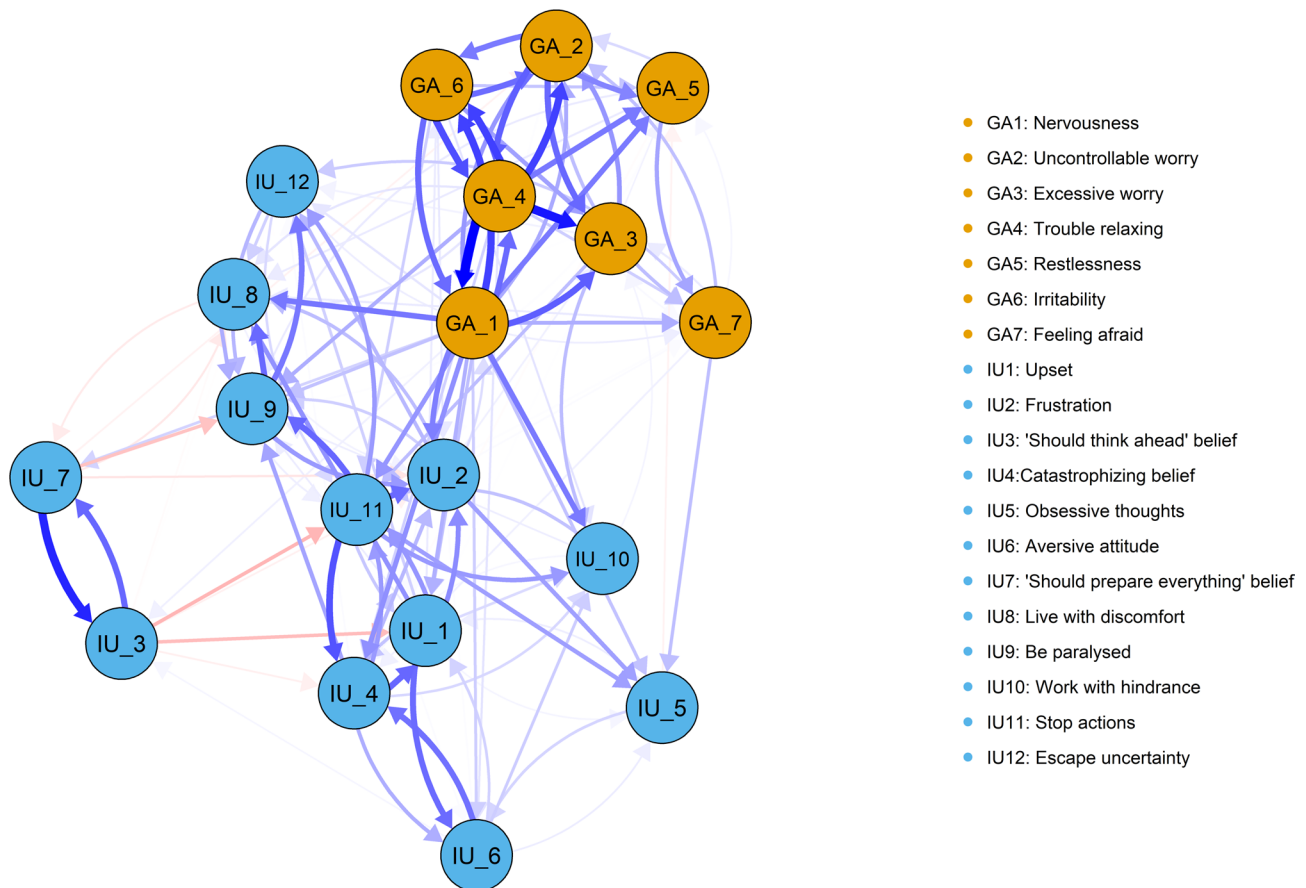 GA_2
GA_6
GA_5
IU_12
GA_4
GA_3
IU_8
GA_1
GA_7
IU_9
IU_7
IU_2
IU_11
IU_10
IU_1
IU_3
IU_4
IU_5
IU_6
GA1: Nervousness
GA2: Uncontrollable worry
GA3: Excessive worry
GA4: Trouble relaxing
GA5: Restlessness
GA6: Irritability
GA7: Feeling afraid
IU1: Upset
IU2: Frustration
IU3: 'Should think ahead' belief
IU4:Catastrophizing belief
IU5: Obsessive thoughts
IU6: Aversive attitude
IU7: 'Should prepare everything' belief
IU8: Live with discomfort
IU9: Be paralysed
IU10: Work with hindrance
IU11: Stop actions
IU12: Escape uncertainty